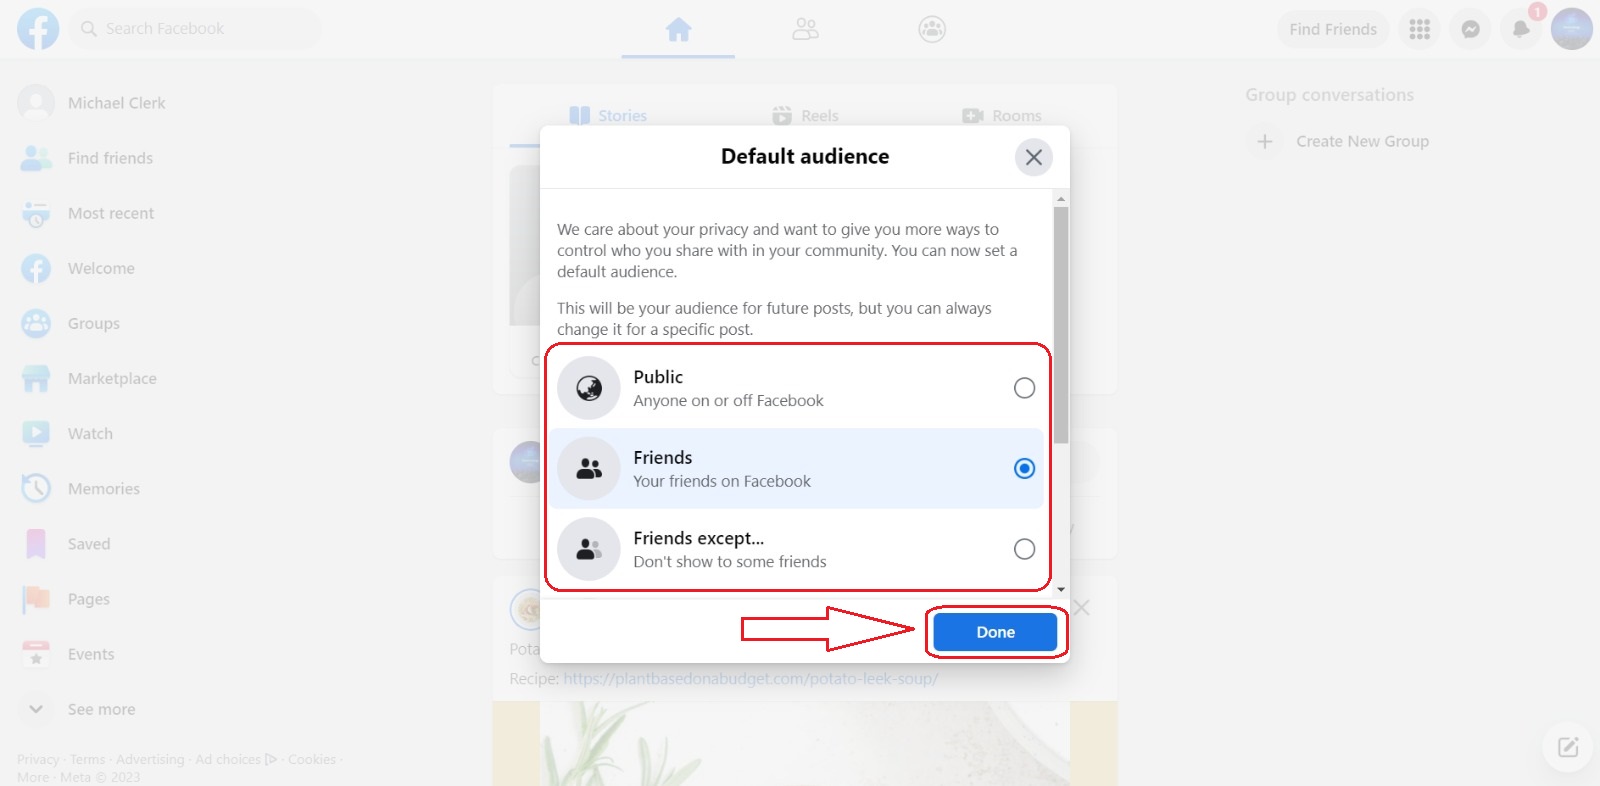 Search Facebook
Find Friends
1
Michael Clerk
Find friends
Most recent
Welcome
Groups
Marketplace
Watch
Memories
Saved
Pages
Events
See more
Privacy · Terms · Advertising · Ad choices · Cookies ·
More · Meta © 2023
Stories
Reels
Rooms
Default audience
We care about your privacy and want to give you more ways to
control who you share with in your community. You can now set a
default audience.
This will be your audience for future posts, but you can always
change it for a specific post.
Public
Anyone on or off Facebook
Friends
Your friends on Facebook
Friends except...
Don't show to some friends
Done
Recipe: https://plantbasedonabudget.com/potato-leek-soup/
Group conversations
Create New Group